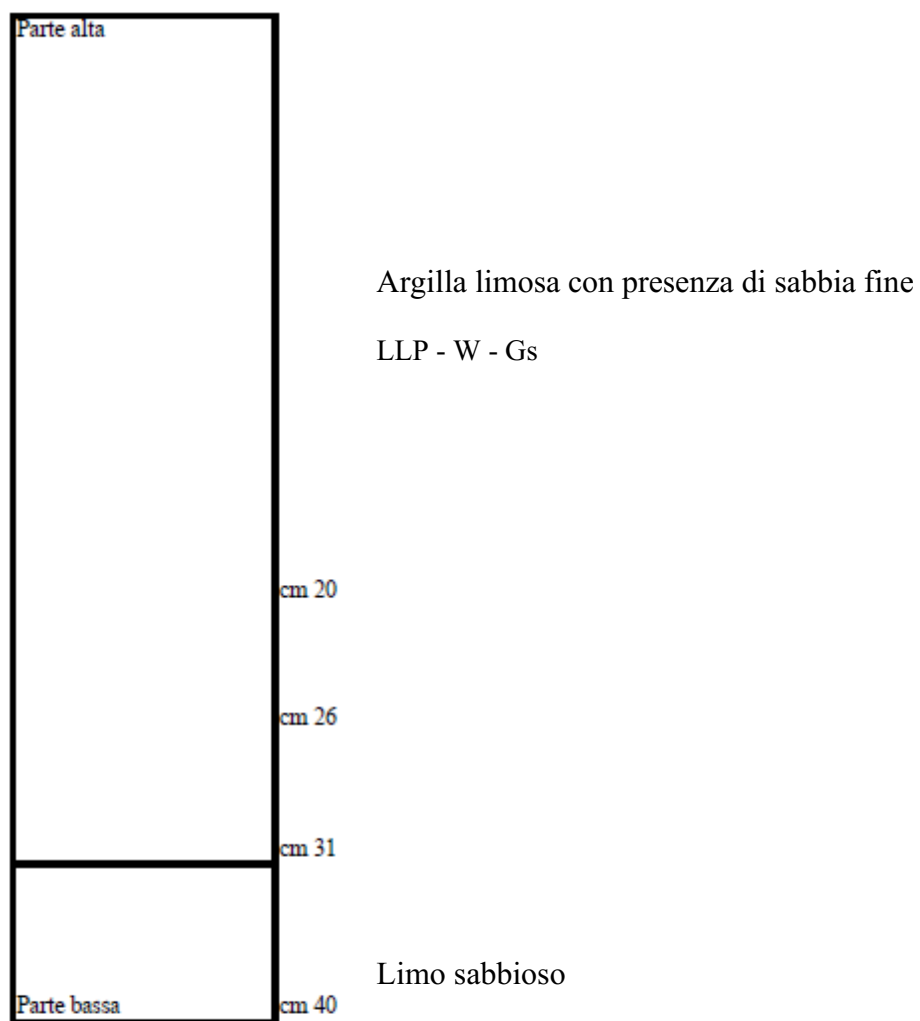 Parte alta
Argilla limosa con presenza di sabbia fine
LLP - W - Gs
cm 20
cm 26
cm 31
Limo sabbioso
Parte bassa
cm 40